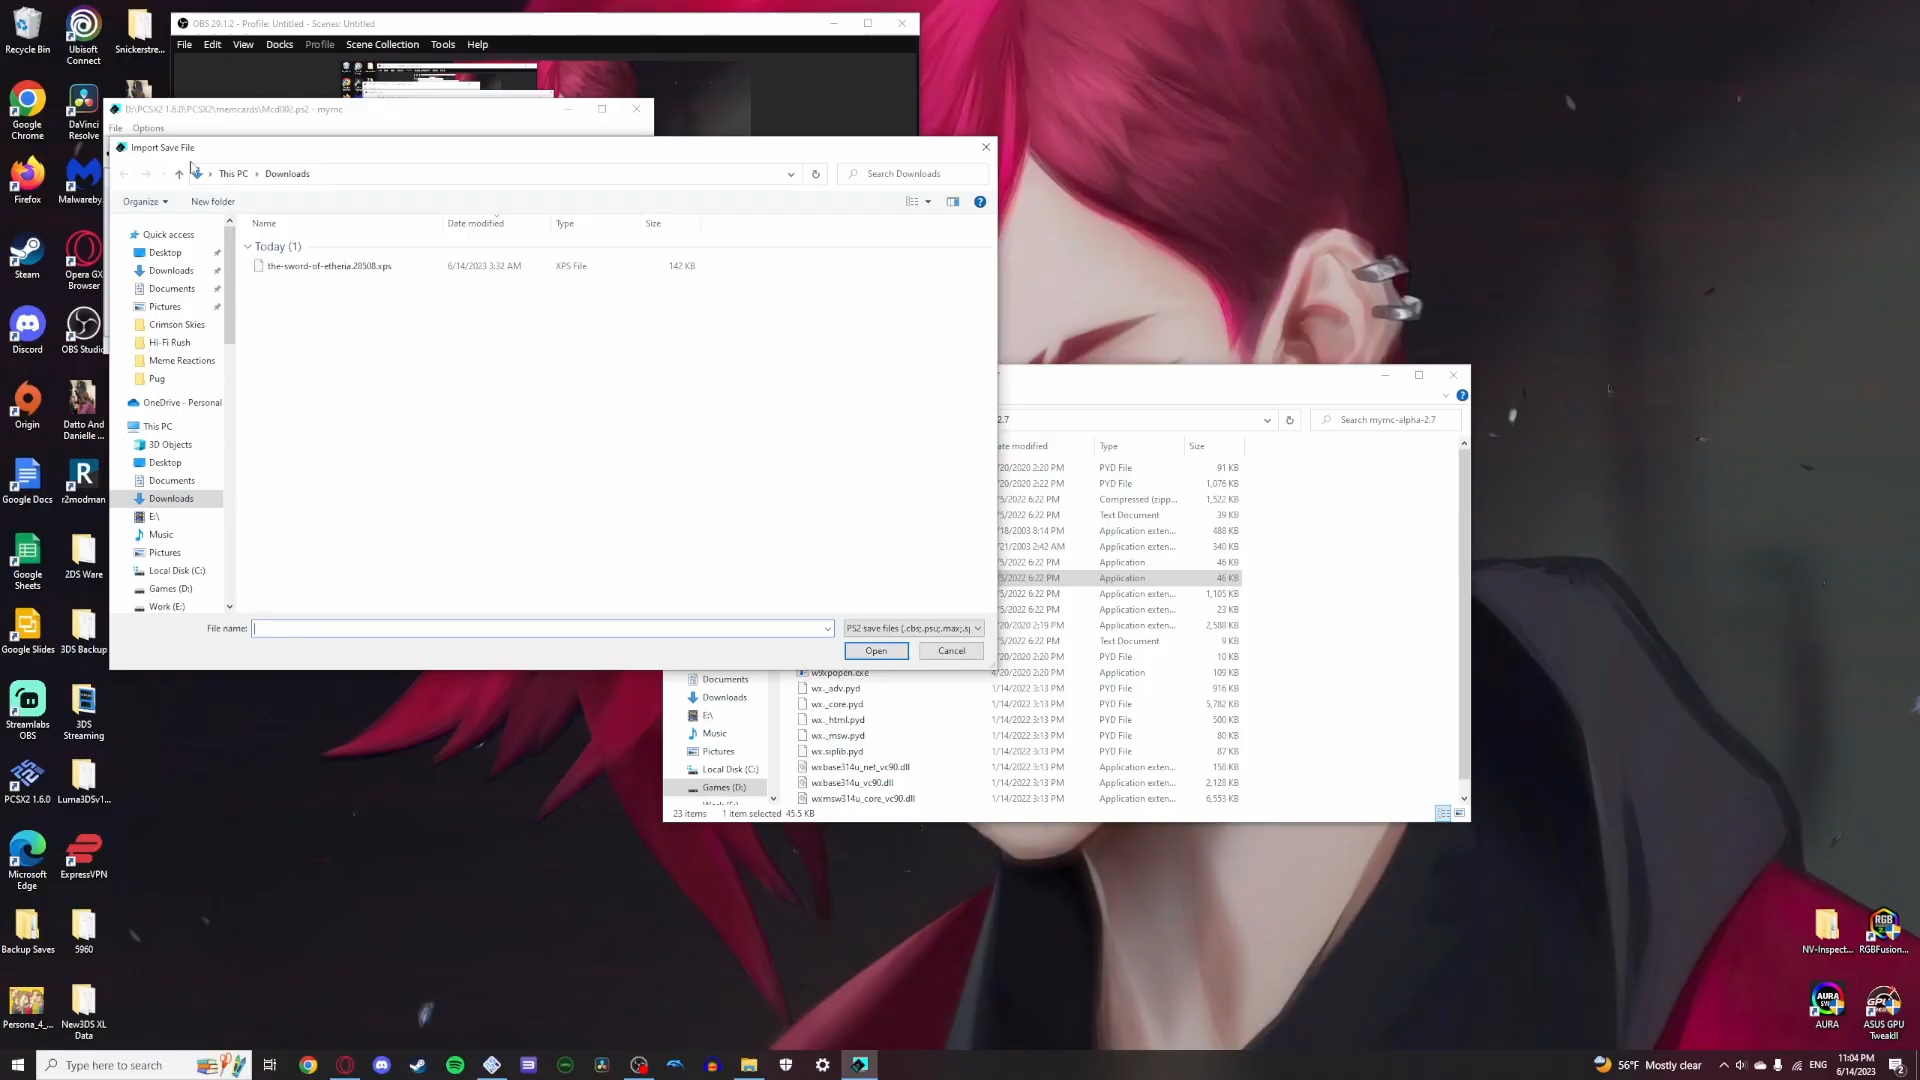 Recycle Bin
Ubisoft Connect
Snickerstre...
Google Chrome
DaVinci Resolve
Firefox
Malwareby...
Steam
Opera GX Browser
Discord
OBS Studio
Origin
Datto And Danielle ...
Google Docs
r2modman
Google Sheets
2DS Ware
Google Slides
3DS Backup
Streamlabs OBS
3DS Streaming
PCSX2 1.6.0
Luma3DSv1...
Microsoft Edge
ExpressVPN
Backup Saves
5960
Persona_4_...
New3DS XL Data
OBS 29.1.2 - Profile: Untitled - Scenes: Untitled
File Edit View Docks Profile Scene Collection Tools Help
D:\PCSX2 1.6.0\PCSX2\memcards\Mcd002.ps2 - mymc
File Options
Import Save File
This PC > Downloads
Search Downloads
Organize New folder
Name Date modified Type Size
Today (1)
the-sword-of-etheria.28508.xps 6/14/2023 3:32 AM XPS File 142 KB
Quick access
Desktop
Downloads
Documents
Pictures
Crimson Skies
Hi-Fi Rush
Meme Reactions
Pug
OneDrive - Personal
This PC
3D Objects
Desktop
Documents
Downloads
E:\
Music
Pictures
Local Disk (C:)
Games (D:)
Work (E:)
File name:
PS2 save files (.cbs;.psu;.max;.s
Open Cancel
2.7
Search mymc-alpha-2.7
ate modified Type Size
/20/2020 2:20 PM PYD File 91 KB
/20/2020 2:22 PM PYD File 1,076 KB
/5/2022 6:22 PM Compressed (zipp... 1,522 KB
/5/2022 6:22 PM Text Document 39 KB
/18/2003 8:14 PM Application exten... 488 KB
/21/2003 2:42 AM Application exten... 340 KB
/5/2022 6:22 PM Application 46 KB
/5/2022 6:22 PM Application 46 KB
/5/2022 6:22 PM Application exten... 1,105 KB
/5/2022 6:22 PM Application exten... 23 KB
/20/2020 2:19 PM Application exten... 2,588 KB
/5/2022 6:22 PM Text Document 9 KB
/20/2020 2:20 PM PYD File 10 KB
w9xpopen.exe 4/20/2020 2:20 PM Application 109 KB
wx._adv.pyd 1/14/2022 3:13 PM PYD File 916 KB
wx._core.pyd 1/14/2022 3:13 PM PYD File 5,782 KB
wx._html.pyd 1/14/2022 3:13 PM PYD File 500 KB
wx._msw.pyd 1/14/2022 3:13 PM PYD File 80 KB
wx.siplib.pyd 1/14/2022 3:13 PM PYD File 87 KB
wxbase314u_net_vc90.dll 1/14/2022 3:13 PM Application exten... 158 KB
wxbase314u_vc90.dll 1/14/2022 3:13 PM Application exten... 2,128 KB
wxmsw314u_core_vc90.dll 1/14/2022 3:13 PM Application exten... 6,553 KB
Documents
Downloads
E:\
Music
Pictures
Local Disk (C:)
Games (D:)
23 items 1 item selected 45.5 KB
NV-Inspect...
RGBFusion...
AURA
ASUS GPU TweakII
Type here to search
56°F Mostly clear
ENG
11:04 PM
6/14/2023